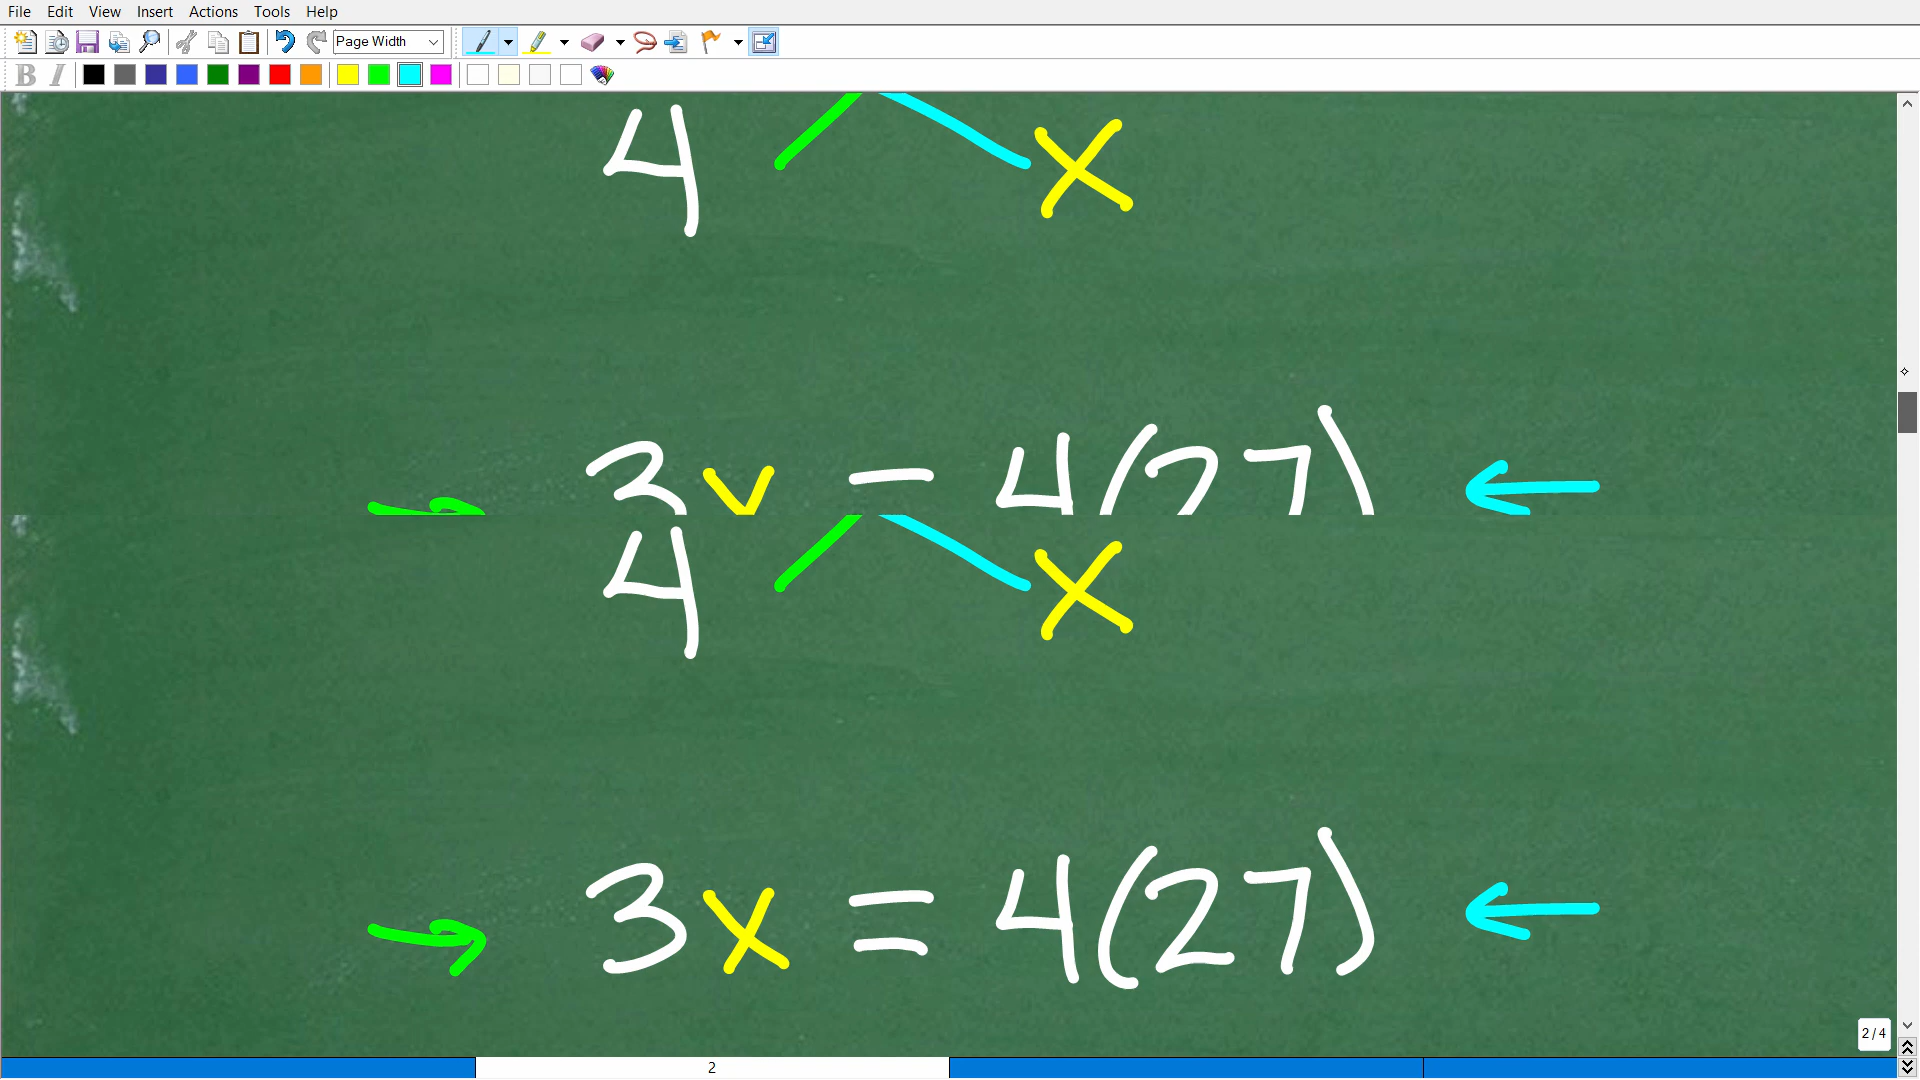 File Edit View Insert Actions Tools Help
Page Width
B I
4 x
4 x
3x = 4(27)
2 / 4
2